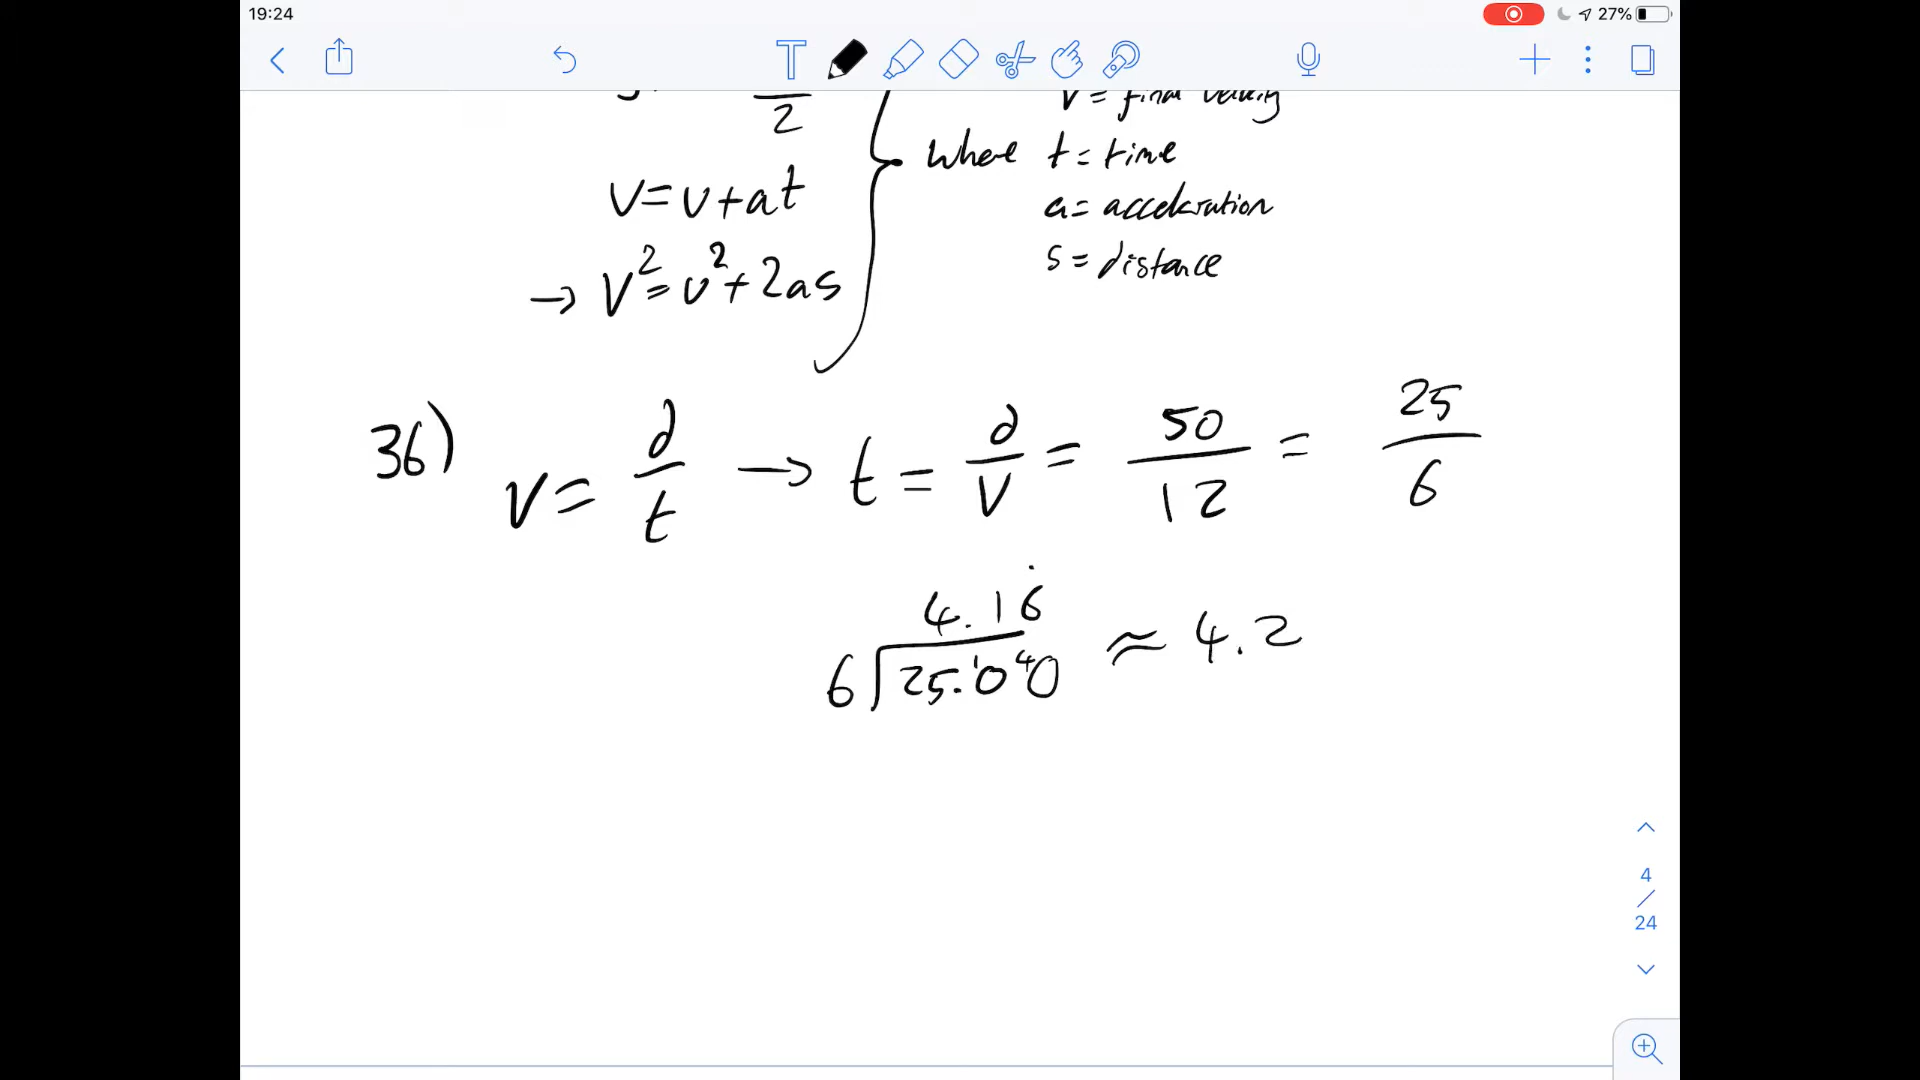 19:24
27%
2
V = final velocity
where t = time
V=u+at
a= acceleration
s = distance
→ V²=u²+2as
36) v= d/t → t = d/v = 50/12 = 25/6
4.16̇
6 25.¹0⁴0 ≈ 4.2
4
/
24